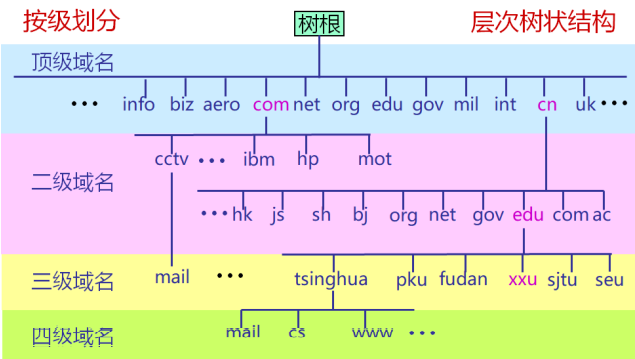 按级划分 树根 层次树状结构
顶级域名
… info biz aero com net org edu gov mil int cn uk …
cctv … ibm hp mot
二级域名
… hk js sh bj org net gov edu com ac
三级域名 mail … tsinghua pku fudan xxu sjtu seu
四级域名 mail cs www …